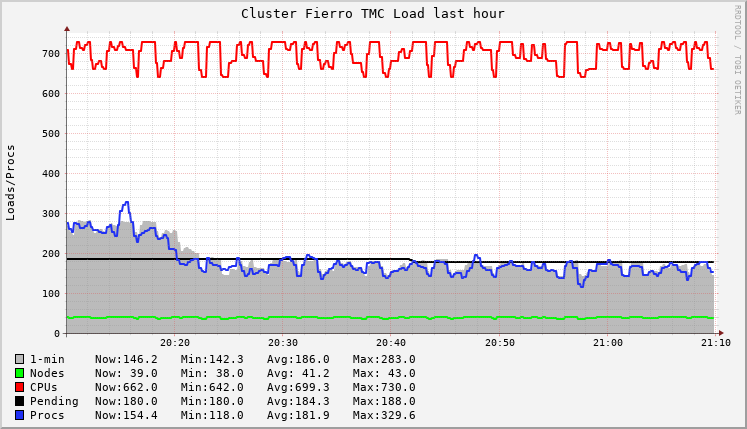 Cluster Fierro TMC Load last hour
RRDTOOL / TOBI OETIKER
Loads/Procs
700
600
500
400
300
200
100
0
20:20 20:30 20:40 20:50 21:00 21:10
1-min Now:146.2 Min:142.3 Avg:186.0 Max:283.0
Nodes Now: 39.0 Min: 38.0 Avg: 41.2 Max: 43.0
CPUs Now:662.0 Min:642.0 Avg:699.3 Max:730.0
Pending Now:180.0 Min:180.0 Avg:184.3 Max:188.0
Procs Now:154.4 Min:118.0 Avg:181.9 Max:329.6